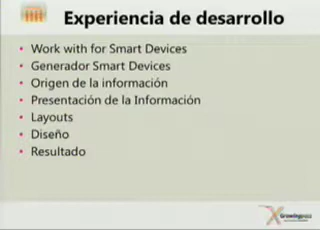 Experiencia de desarrollo
Work with for Smart Devices
Generador Smart Devices
Origen de la información
Presentación de la Información
Layouts
Diseño
Resultado